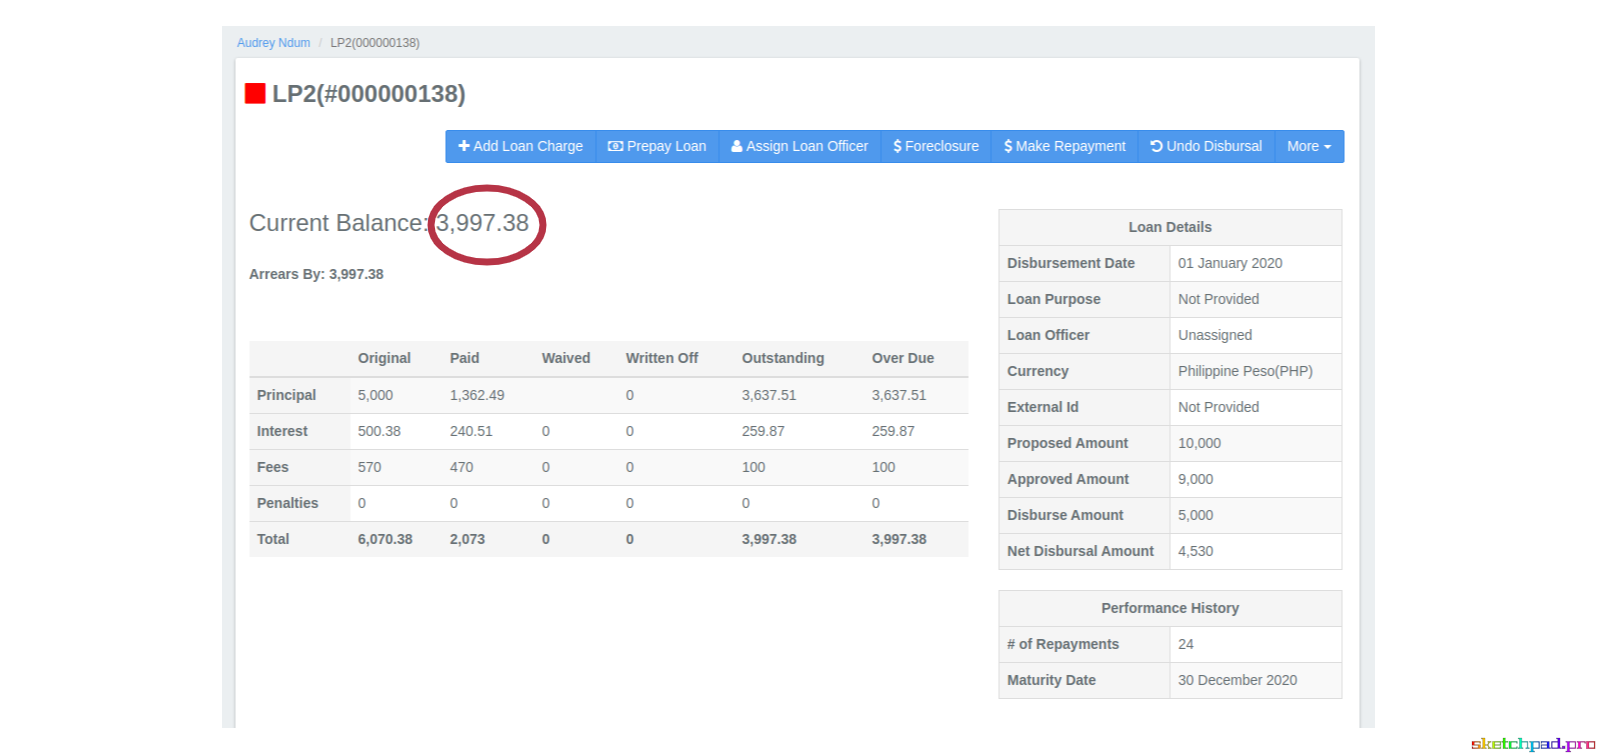 Audrey Ndum / LP2(000000138)
LP2(#000000138)
Add Loan Charge Prepay Loan Assign Loan Officer $ Foreclosure $ Make Repayment Undo Disbursal More
Current Balance: 3,997.38
Arrears By: 3,997.38
Original Paid Waived Written Off Outstanding Over Due
Principal 5,000 1,362.49 0 3,637.51 3,637.51
Interest 500.38 240.51 0 0 259.87 259.87
Fees 570 470 0 0 100 100
Penalties 0 0 0 0 0 0
Total 6,070.38 2,073 0 0 3,997.38 3,997.38
Loan Details
Disbursement Date 01 January 2020
Loan Purpose Not Provided
Loan Officer Unassigned
Currency Philippine Peso(PHP)
External Id Not Provided
Proposed Amount 10,000
Approved Amount 9,000
Disburse Amount 5,000
Net Disbursal Amount 4,530
Performance History
# of Repayments 24
Maturity Date 30 December 2020
sketchpad.pro